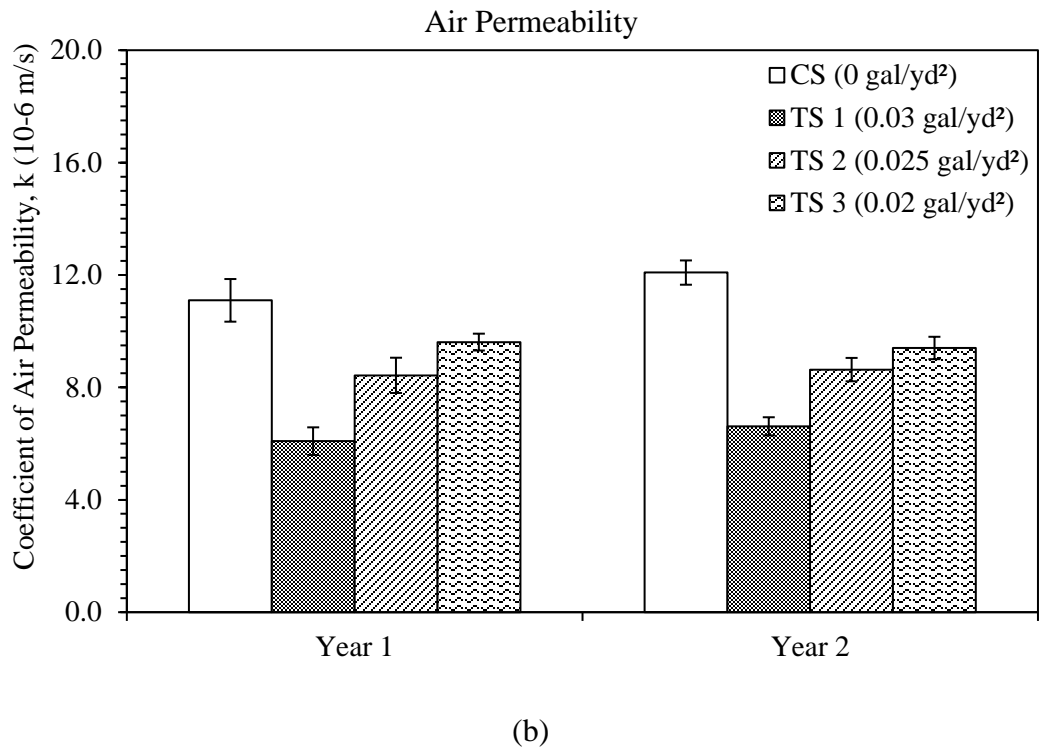 Air Permeability
Coefficient of Air Permeability, k (10-6 m/s)
20.0
16.0
12.0
8.0
4.0
0.0
CS (0 gal/yd²)
TS 1 (0.03 gal/yd²)
TS 2 (0.025 gal/yd²)
TS 3 (0.02 gal/yd²)
Year 1
Year 2
(b)